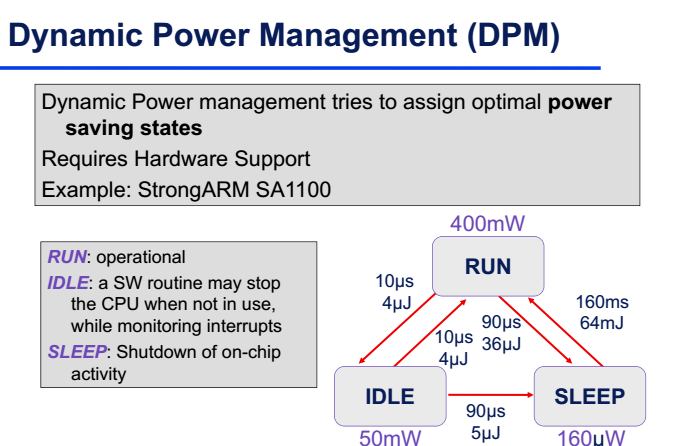 Dynamic Power Management (DPM)
Dynamic Power management tries to assign optimal power
saving states
Requires Hardware Support
Example: StrongARM SA1100
RUN: operational
IDLE: a SW routine may stop
the CPU when not in use,
while monitoring interrupts
SLEEP: Shutdown of on-chip
activity
400mW
RUN
10µs
4µJ
10µs
4µJ
90µs
36µJ
160ms
64mJ
IDLE
SLEEP
90µs
5µJ
50mW
160µW